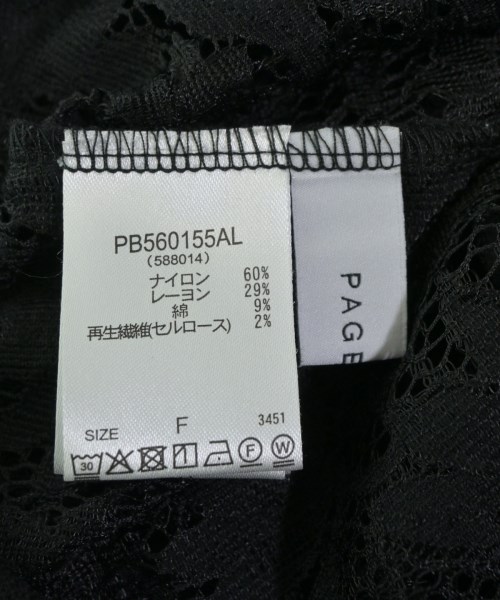 PB560155AL
(588014)
ナイロン 60%
レーヨン 29%
綿 9%
再生繊維(セルロース) 2%
SIZE F 3451
30 F W
PAGE